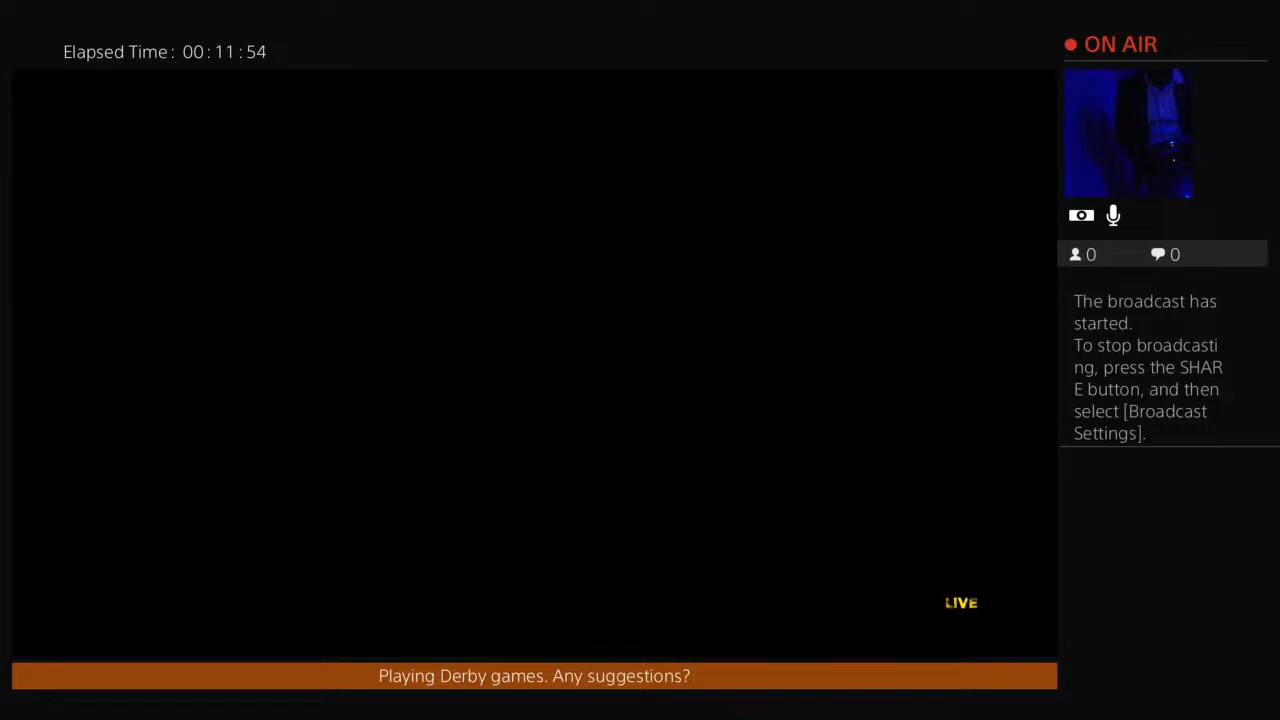 Elapsed Time: 00:11:54
ON AIR
0 0
The broadcast has
started.
To stop broadcasti
ng, press the SHAR
E button, and then
select [Broadcast
Settings].
LIVE
Playing Derby games. Any suggestions?